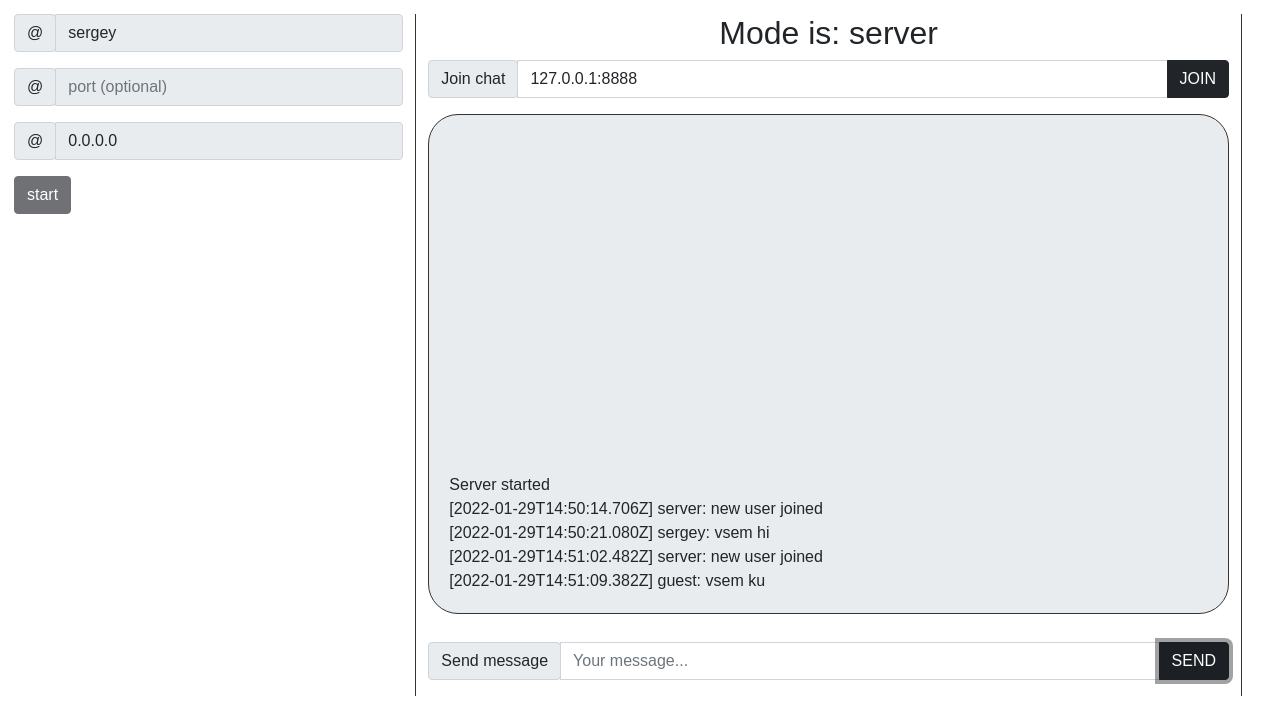 @ sergey
@ port (optional)
@ 0.0.0.0
start
Mode is: server
Join chat 127.0.0.1:8888 JOIN
Server started
[2022-01-29T14:50:14.706Z] server: new user joined
[2022-01-29T14:50:21.080Z] sergey: vsem hi
[2022-01-29T14:51:02.482Z] server: new user joined
[2022-01-29T14:51:09.382Z] guest: vsem ku
Send message Your message... SEND